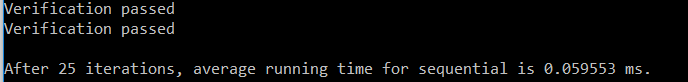 Verification passed
Verification passed
After 25 iterations, average running time for sequential is 0.059553 ms.